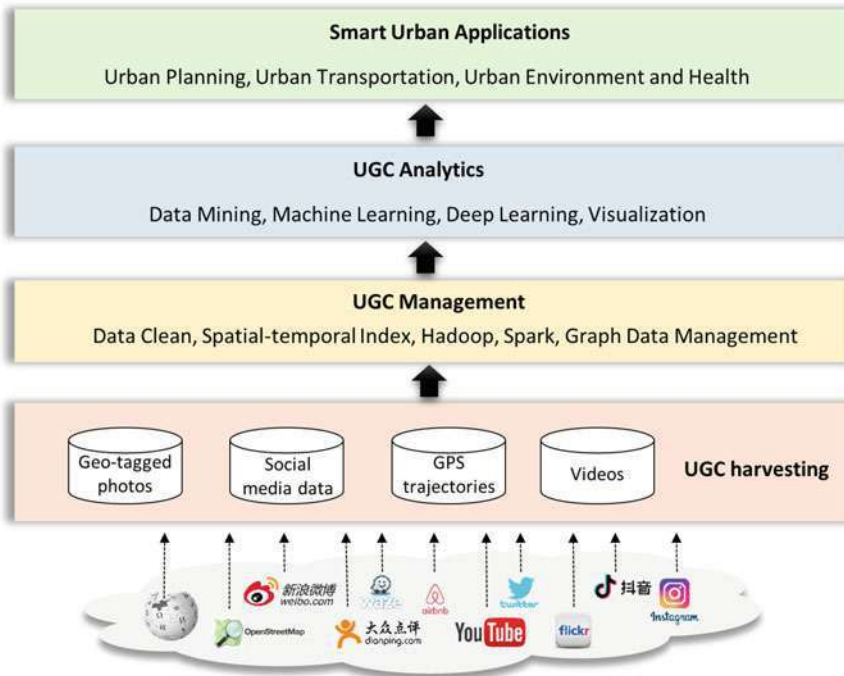 Smart Urban Applications
Urban Planning, Urban Transportation, Urban Environment and Health
UGC Analytics
Data Mining, Machine Learning, Deep Learning, Visualization
UGC Management
Data Clean, Spatial-temporal Index, Hadoop, Spark, Graph Data Management
Geo-tagged
photos
Social
media data
GPS
trajectories
Videos
UGC harvesting
新浪微博
weibo.com
waze
airbnb
twitter
抖音
Instagram
OpenStreetMap
大众点评
dianping.com
YouTube
flickr